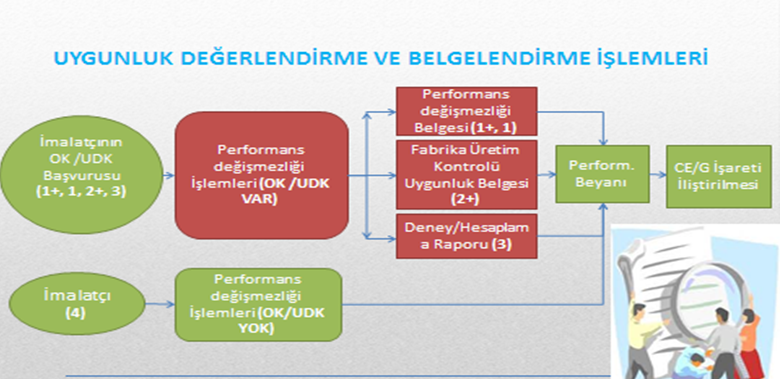 UYGUNLUK DEĞERLENDİRME VE BELGELENDİRME İŞLEMLERİ
İmalatçının
OK /UDK
Başvurusu
(1+, 1, 2+, 3)
Performans
değişmezliği
İşlemleri (OK /UDK
VAR)
Performans
değişmezliği
Belgesi (1+, 1)
Fabrika Üretim
Kontrolü
Uygunluk Belgesi
(2+)
Deney/Hesaplam
a Raporu (3)
Perform.
Beyanı
CE/G İşareti
İliştirilmesi
İmalatçı
(4)
Performans
değişmezliği
İşlemleri (OK/UDK
YOK)